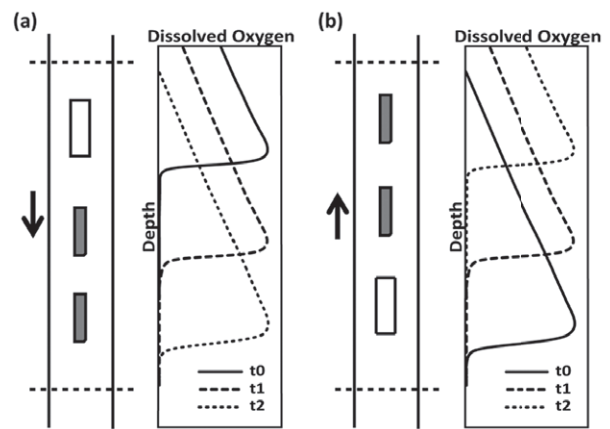 (a)
Dissolved Oxygen
Depth
t0
t1
t2
(b)
Dissolved Oxygen
Depth
t0
t1
t2